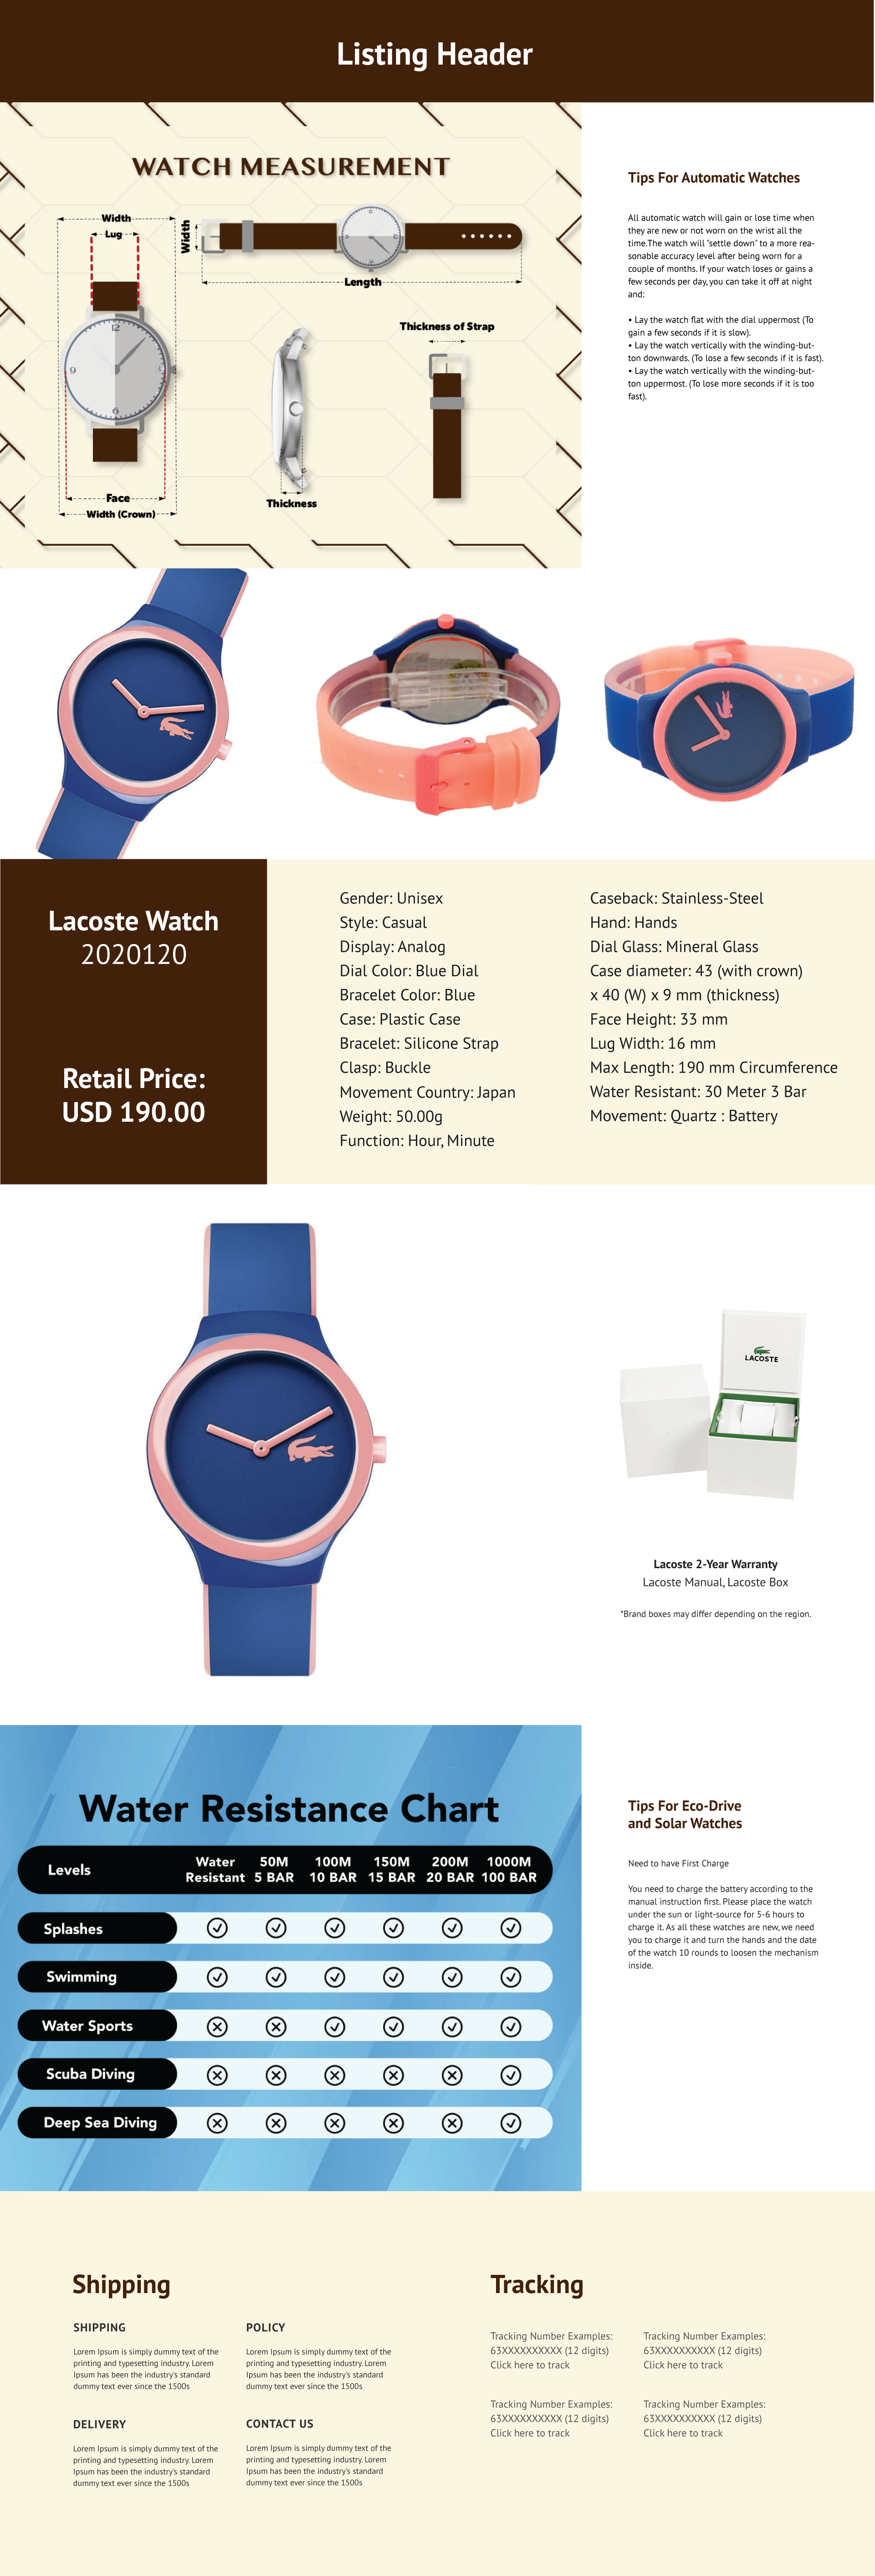 Listing Header
WATCH MEASUREMENT
Width
Lug
Width
Length
Thickness of Strap
12
9
6
Face
Width (Crown)
Thickness
Tips For Automatic Watches
All automatic watch will gain or lose time when
they are new or not worn on the wrist all the
time.The watch will "settle down" to a more rea-
sonable accuracy level after being worn for a
couple of months. If your watch loses or gains a
few seconds per day, you can take it off at night
and:
• Lay the watch flat with the dial uppermost (To
gain a few seconds if it is slow).
• Lay the watch vertically with the winding-but-
ton downwards. (To lose a few seconds if it is fast).
• Lay the watch vertically with the winding-but-
ton uppermost. (To lose more seconds if it is too
fast).
Lacoste Watch
2020120
Retail Price:
USD 190.00
Gender: Unisex
Style: Casual
Display: Analog
Dial Color: Blue Dial
Bracelet Color: Blue
Case: Plastic Case
Bracelet: Silicone Strap
Clasp: Buckle
Movement Country: Japan
Weight: 50.00g
Function: Hour, Minute
Caseback: Stainless-Steel
Hand: Hands
Dial Glass: Mineral Glass
Case diameter: 43 (with crown)
x 40 (W) x 9 mm (thickness)
Face Height: 33 mm
Lug Width: 16 mm
Max Length: 190 mm Circumference
Water Resistant: 30 Meter 3 Bar
Movement: Quartz : Battery
LACOSTE
Lacoste 2-Year Warranty
Lacoste Manual, Lacoste Box
*Brand boxes may differ depending on the region.
Water Resistance Chart
Levels Water Resistant 50M 5 BAR 100M 10 BAR 150M 15 BAR 200M 20 BAR 1000M 100 BAR
Splashes
Swimming
Water Sports
Scuba Diving
Deep Sea Diving
Tips For Eco-Drive
and Solar Watches
Need to have First Charge
You need to charge the battery according to the
manual instruction first. Please place the watch
under the sun or light-source for 5-6 hours to
charge it. As all these watches are new, we need
you to charge it and turn the hands and the date
of the watch 10 rounds to loosen the mechanism
inside.
Shipping
SHIPPING
Lorem Ipsum is simply dummy text of the
printing and typesetting industry. Lorem
Ipsum has been the industry's standard
dummy text ever since the 1500s
POLICY
Lorem Ipsum is simply dummy text of the
printing and typesetting industry. Lorem
Ipsum has been the industry's standard
dummy text ever since the 1500s
DELIVERY
Lorem Ipsum is simply dummy text of the
printing and typesetting industry. Lorem
Ipsum has been the industry's standard
dummy text ever since the 1500s
CONTACT US
Lorem Ipsum is simply dummy text of the
printing and typesetting industry. Lorem
Ipsum has been the industry's standard
dummy text ever since the 1500s
Tracking
Tracking Number Examples:
63XXXXXXXXXX (12 digits)
Click here to track
Tracking Number Examples:
63XXXXXXXXXX (12 digits)
Click here to track
Tracking Number Examples:
63XXXXXXXXXX (12 digits)
Click here to track
Tracking Number Examples:
63XXXXXXXXXX (12 digits)
Click here to track